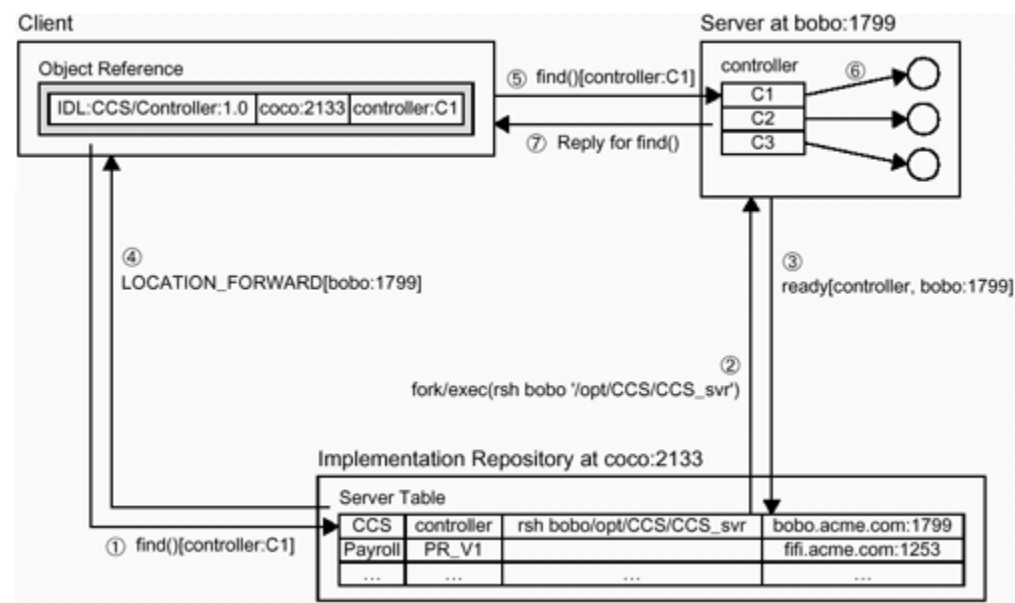 Client
Server at bobo:1799
Object Reference
IDL:CCS/Controller:1.0 coco:2133 controller:C1
⑤ find()[controller:C1]
controller
⑥
C1
C2
C3
⑦ Reply for find()
④
LOCATION_FORWARD[bobo:1799]
③
ready[controller, bobo:1799]
②
fork/exec(rsh bobo '/opt/CCS/CCS_svr')
Implementation Repository at coco:2133
Server Table
CCS controller rsh bobo/opt/CCS/CCS_svr bobo.acme.com:1799
Payroll PR_V1 fifi.acme.com:1253
... ... ... ...
① find()[controller:C1]